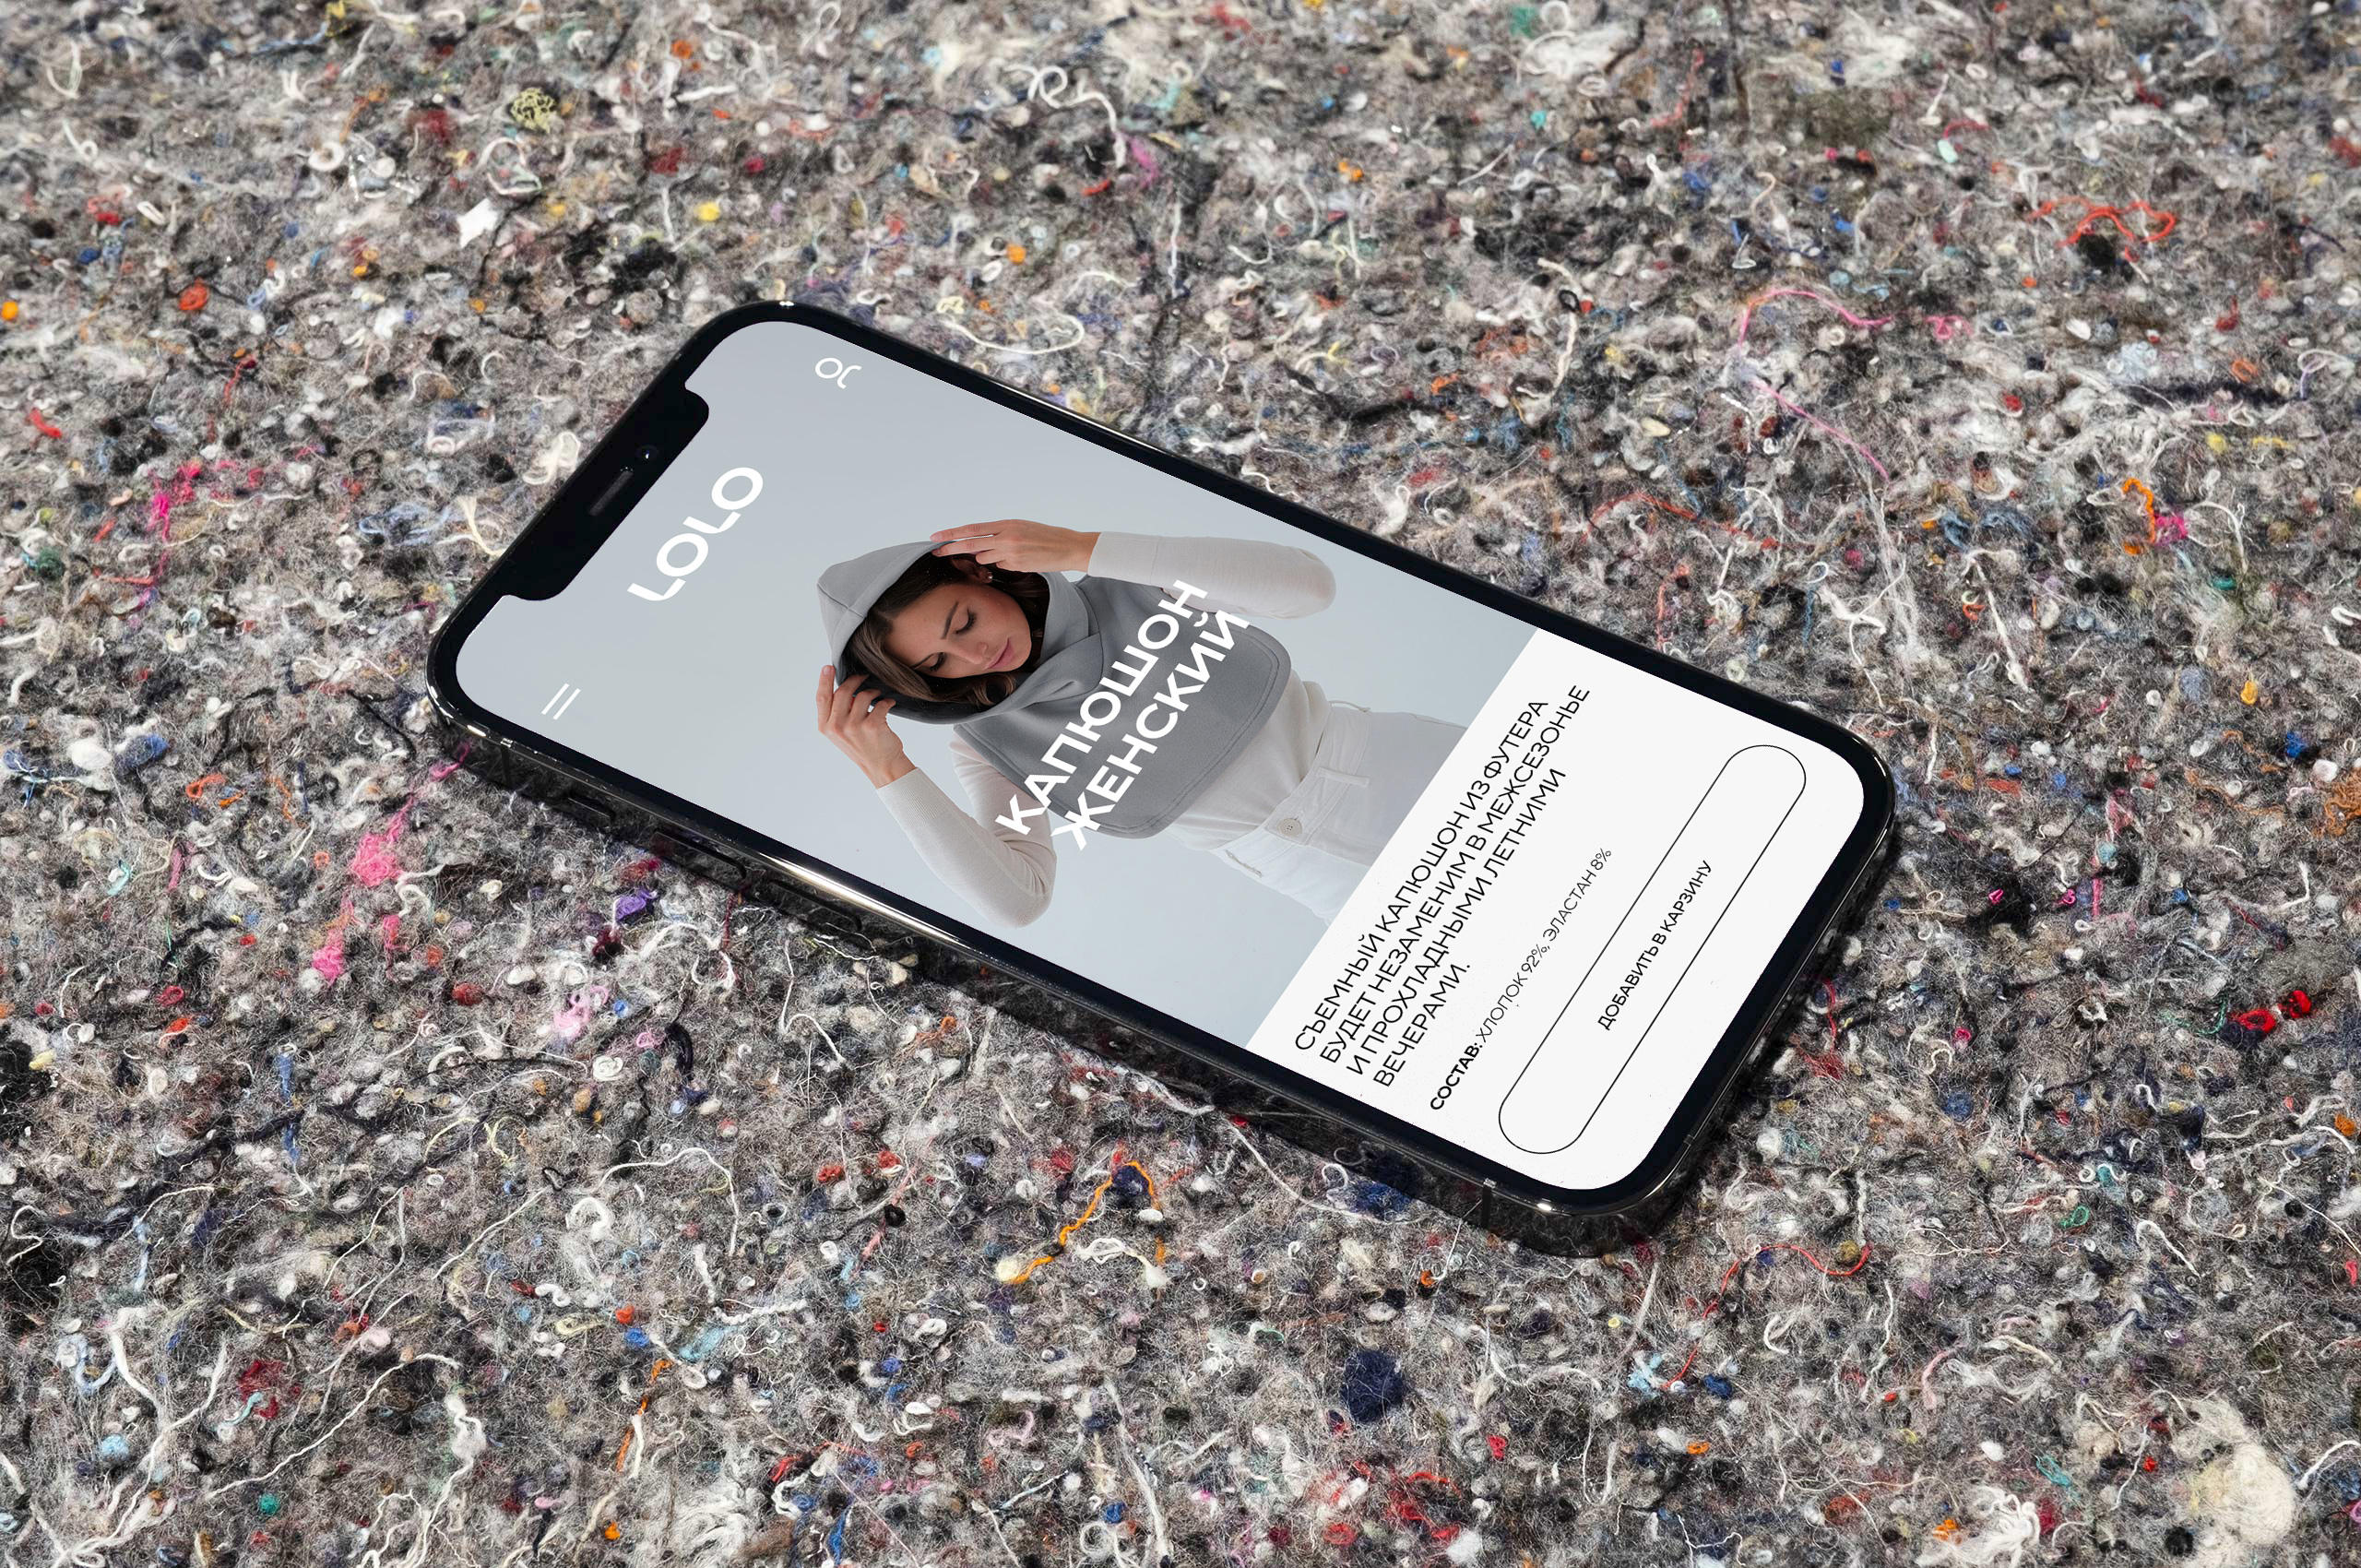 LOLO
КАПЮШОН
ЖЕНСКИЙ
СЪЕМНЫЙ КАПЮШОН ИЗ ФУТЕРА
БУДЕТ НЕЗАМЕНИМ В МЕЖСЕЗОНЬЕ
И ПРОХЛАДНЫМИ ЛЕТНИМИ
ВЕЧЕРАМИ.
СОСТАВ: ХЛОПОК 92%, ЭЛАСТАН 8%
ДОБАВИТЬ В КАРЗИНУ